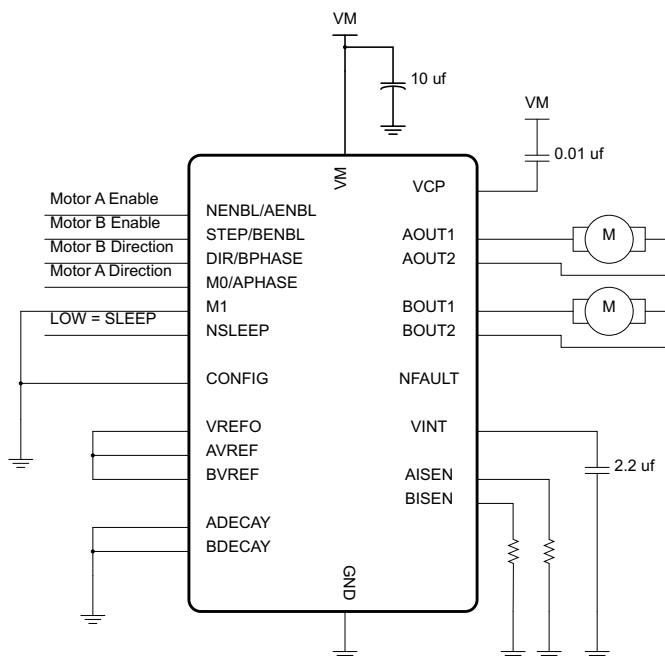 VM
10 uf
VM
0.01 uf
VM
VCP
Motor A Enable
NENBL/AENBL
Motor B Enable
STEP/BENBL
AOUT1
M
Motor B Direction
DIR/BPHASE
AOUT2
Motor A Direction
M0/APHASE
M1
BOUT1
M
LOW = SLEEP
NSLEEP
BOUT2
CONFIG
NFAULT
VREFO
VINT
AVREF
2.2 uf
BVREF
AISEN
BISEN
ADECAY
BDECAY
GND